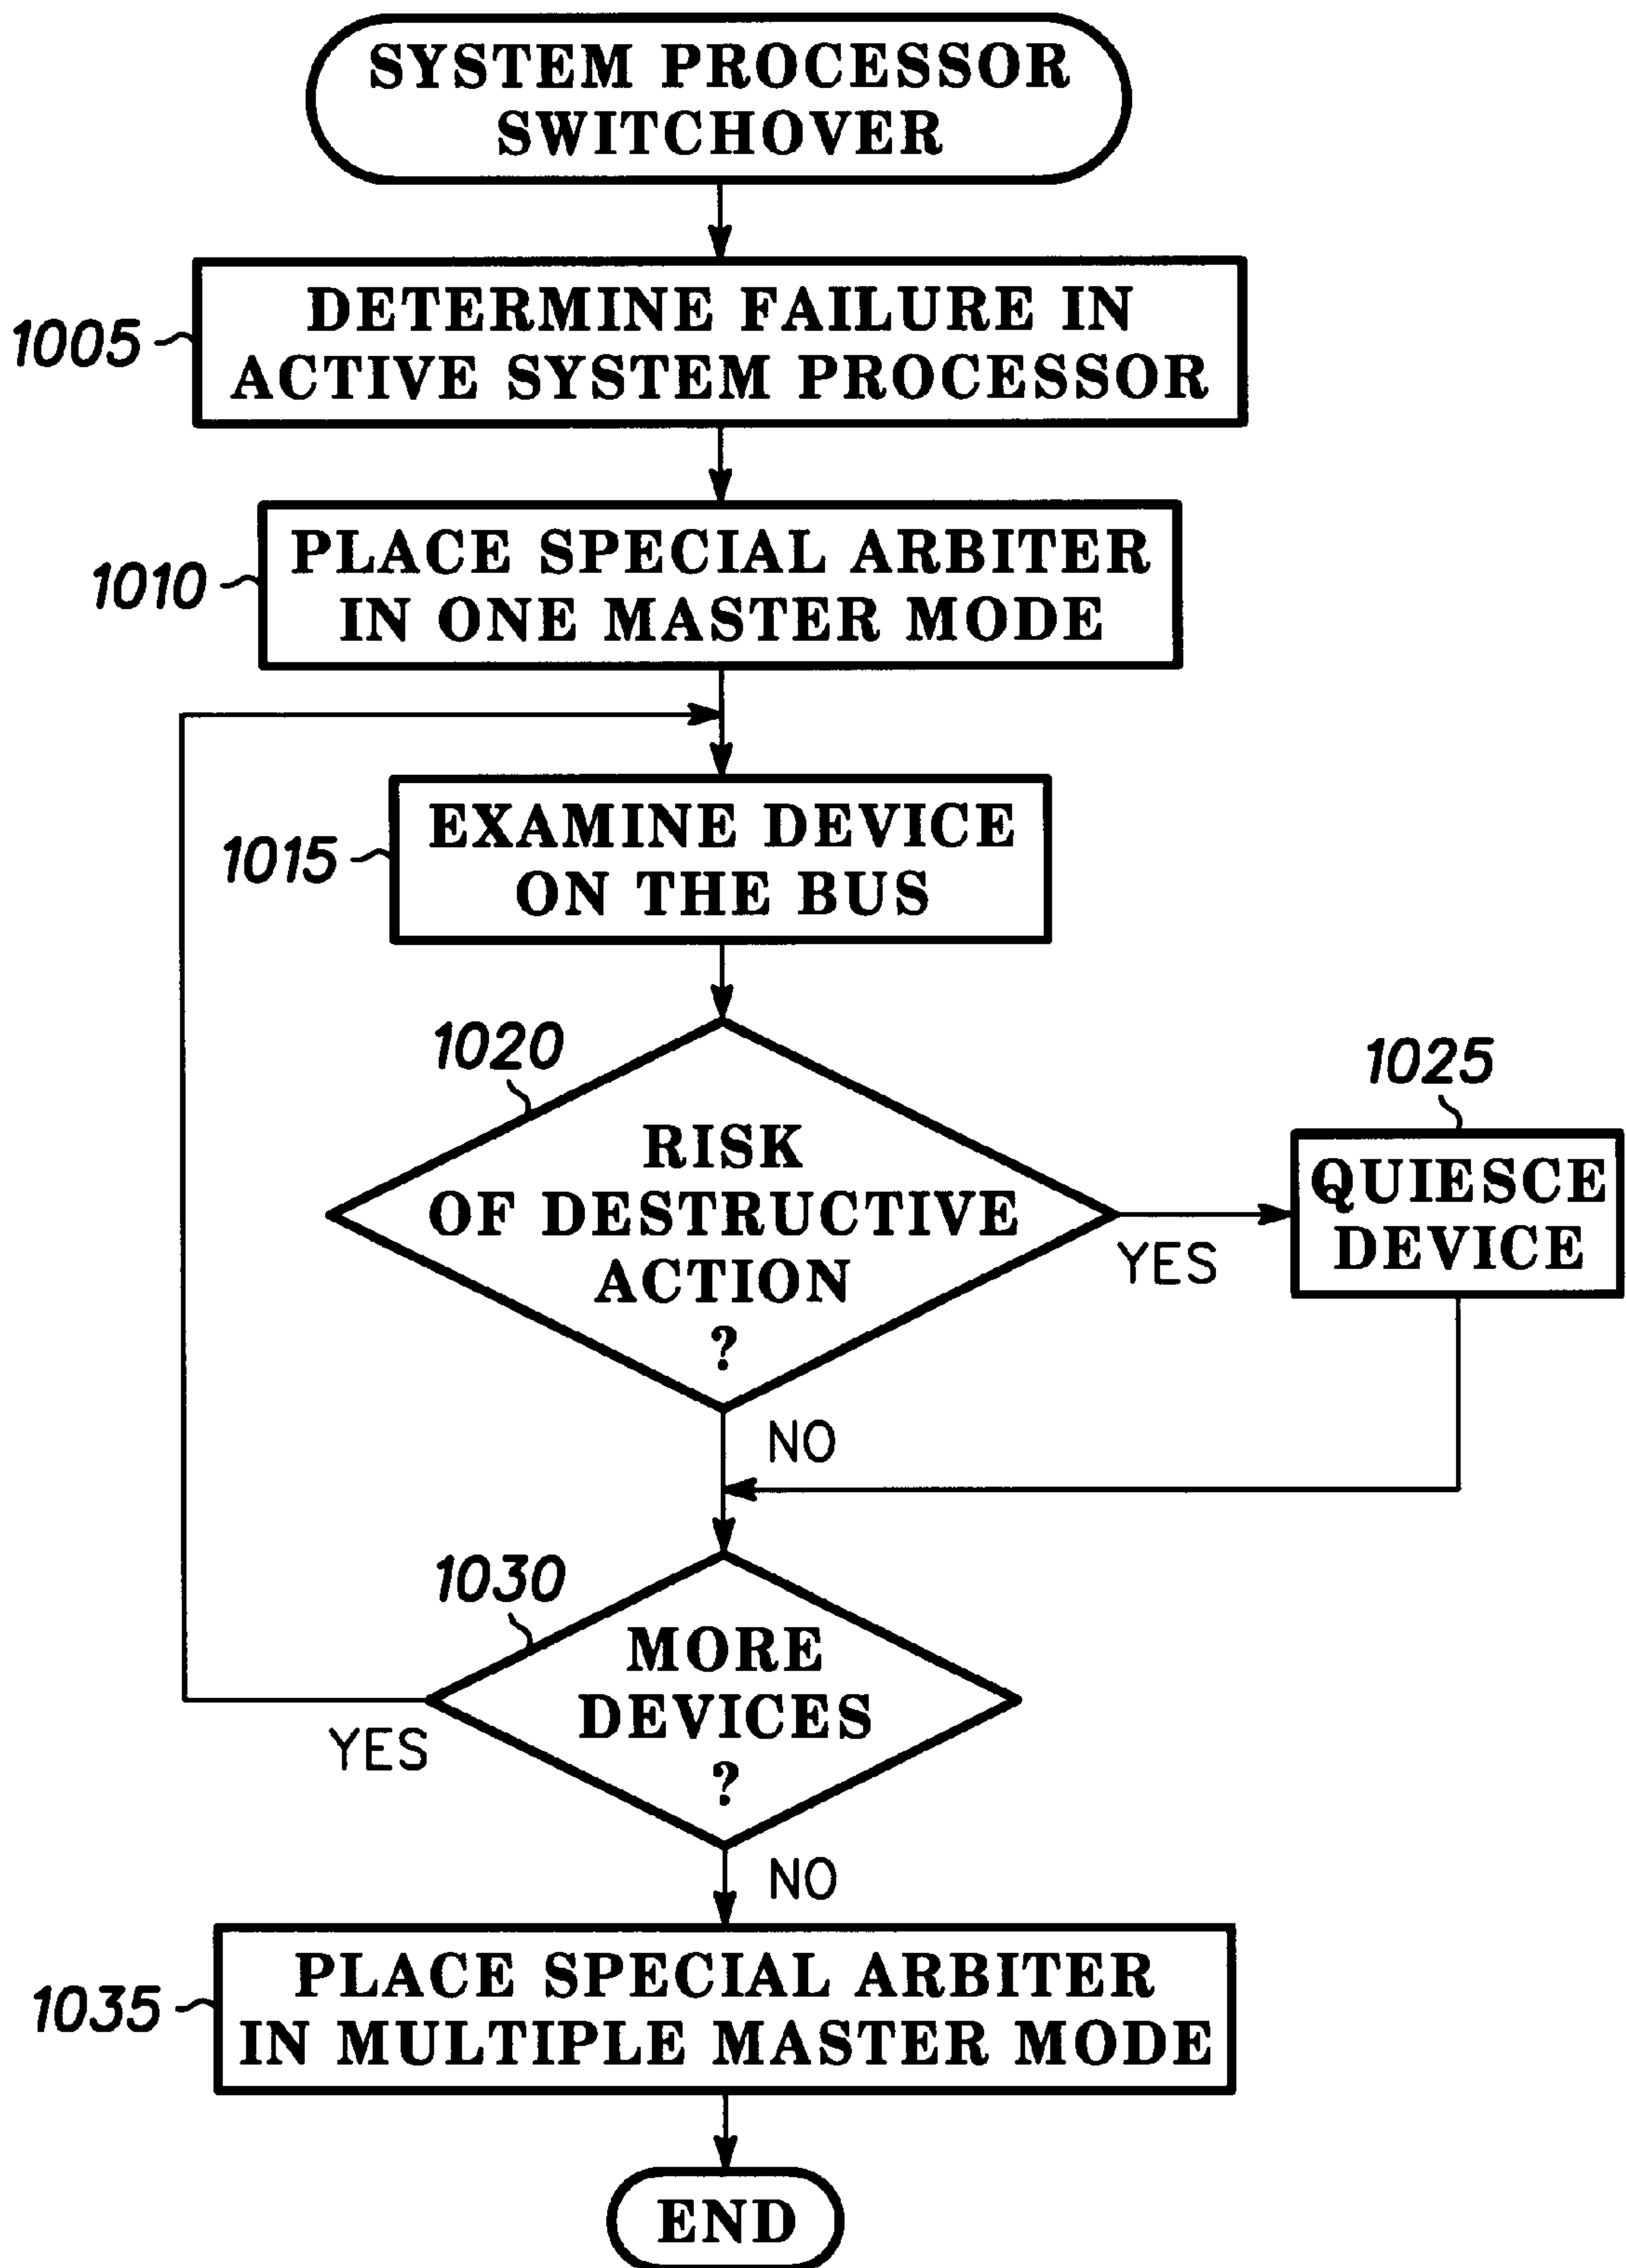 SYSTEM PROCESSOR
SWITCHOVER
1005
DETERMINE FAILURE IN
ACTIVE SYSTEM PROCESSOR
1010
PLACE SPECIAL ARBITER
IN ONE MASTER MODE
1015
EXAMINE DEVICE
ON THE BUS
1020
RISK
OF DESTRUCTIVE
ACTION
?
YES
1025
QUIESCE
DEVICE
NO
1030
MORE
DEVICES
?
YES
NO
1035
PLACE SPECIAL ARBITER
IN MULTIPLE MASTER MODE
END